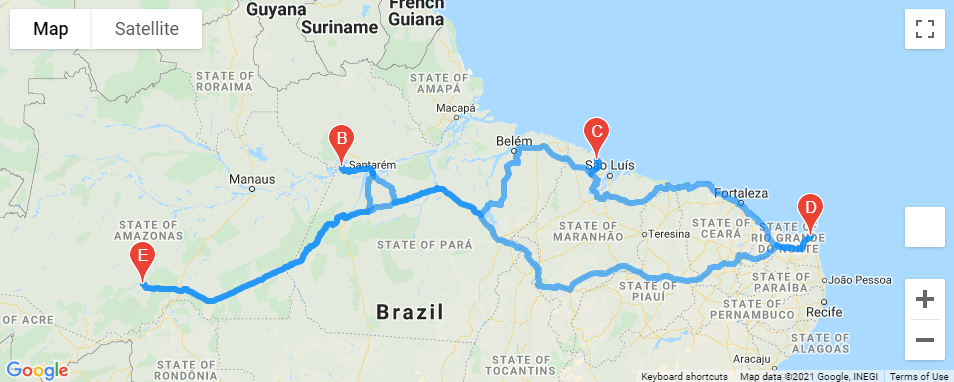 Map
Satellite
Guyana
Suriname
French
Guiana
STATE OF
RORAIMA
STATE OF
AMAPÁ
Macapá
B
Santarém
Belém
C
São Luís
Manaus
Fortaleza
D
STATE OF
AMAZONAS
STATE OF
MARANHÃO
Teresina
STATE OF
CEARÁ
STATE OF
RIO GRANDE
DO NORTE
STATE OF PARÁ
E
STATE OF
PIAUÍ
STATE OF
PARAÍBA
João Pessoa
Brazil
STATE OF
PERNAMBUCO
Recife
OF ACRE
STATE OF
ALAGOAS
STATE OF
RONDÔNIA
STATE OF
TOCANTINS
Aracaju
Google
Keyboard shortcuts
Map data ©2021 Google, INEGI
Terms of Use